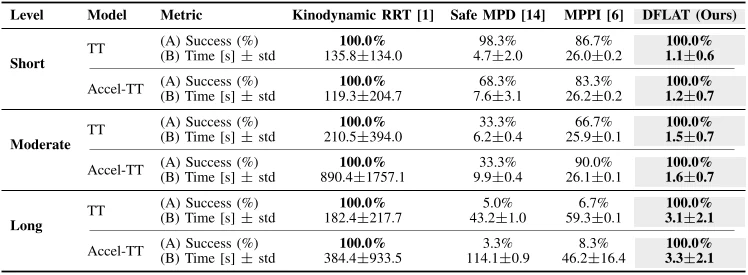 Level Model Metric Kinodynamic RRT [1] Safe MPD [14] MPPI [6] DFLAT (Ours)
Short TT (A) Success (%) 100.0% 98.3% 86.7% 100.0%
(B) Time [s] ± std 135.8±134.0 4.7±2.0 26.0±0.2 1.1±0.6
Accel-TT (A) Success (%) 100.0% 68.3% 83.3% 100.0%
(B) Time [s] ± std 119.3±204.7 7.6±3.1 26.2±0.2 1.2±0.7
Moderate TT (A) Success (%) 100.0% 33.3% 66.7% 100.0%
(B) Time [s] ± std 210.5±394.0 6.2±0.4 25.9±0.1 1.5±0.7
Accel-TT (A) Success (%) 100.0% 33.3% 90.0% 100.0%
(B) Time [s] ± std 890.4±1757.1 9.9±0.4 26.1±0.1 1.6±0.7
Long TT (A) Success (%) 100.0% 5.0% 6.7% 100.0%
(B) Time [s] ± std 182.4±217.7 43.2±1.0 59.3±0.1 3.1±2.1
Accel-TT (A) Success (%) 100.0% 3.3% 8.3% 100.0%
(B) Time [s] ± std 384.4±933.5 114.1±0.9 46.2±16.4 3.3±2.1